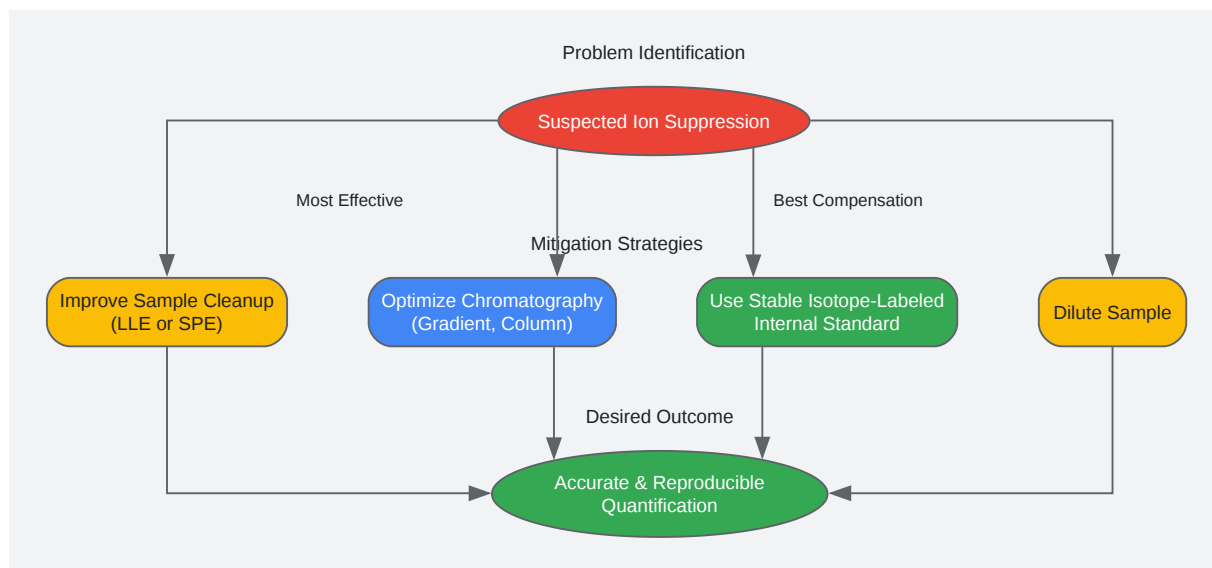 Problem Identification
Suspected Ion Suppression
Most Effective
Best Compensation
Mitigation Strategies
Improve Sample Cleanup
(LLE or SPE)
Optimize Chromatography
(Gradient, Column)
Use Stable Isotope-Labeled
Internal Standard
Dilute Sample
Desired Outcome
Accurate & Reproducible
Quantification